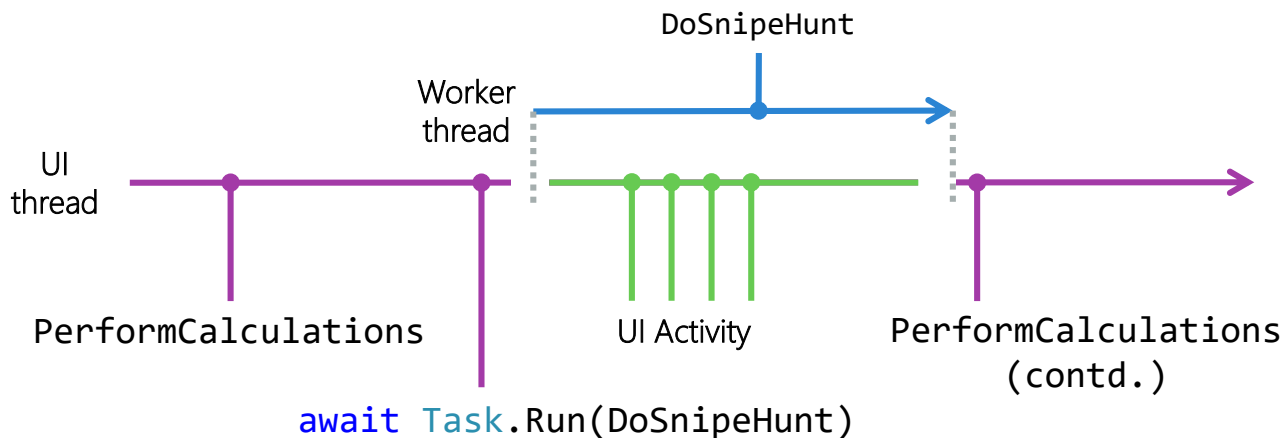 DoSnipeHunt
Worker
thread
UI
thread
PerformCalculations
UI Activity
PerformCalculations
(contd.)
await Task.Run(DoSnipeHunt)